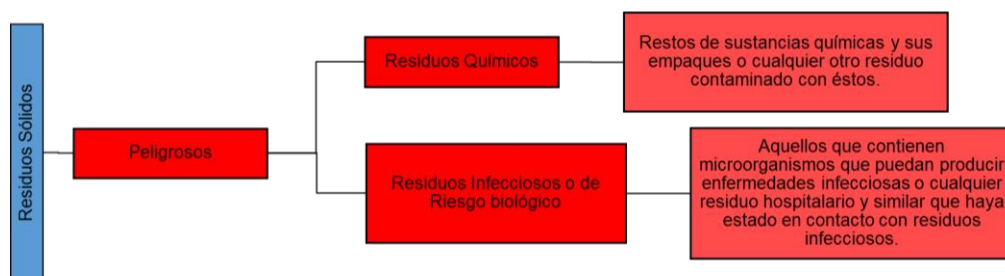 Residuos Sólidos
Peligrosos
Residuos Químicos
Restos de sustancias químicas y sus
empaques o cualquier otro residuo
contaminado con éstos.
Residuos Infecciosos o de
Riesgo biológico
Aquellos que contienen
microorganismos que puedan producir
enfermedades infecciosas o cualquier
residuo hospitalario y similar que haya
estado en contacto con residuos
infecciosos.